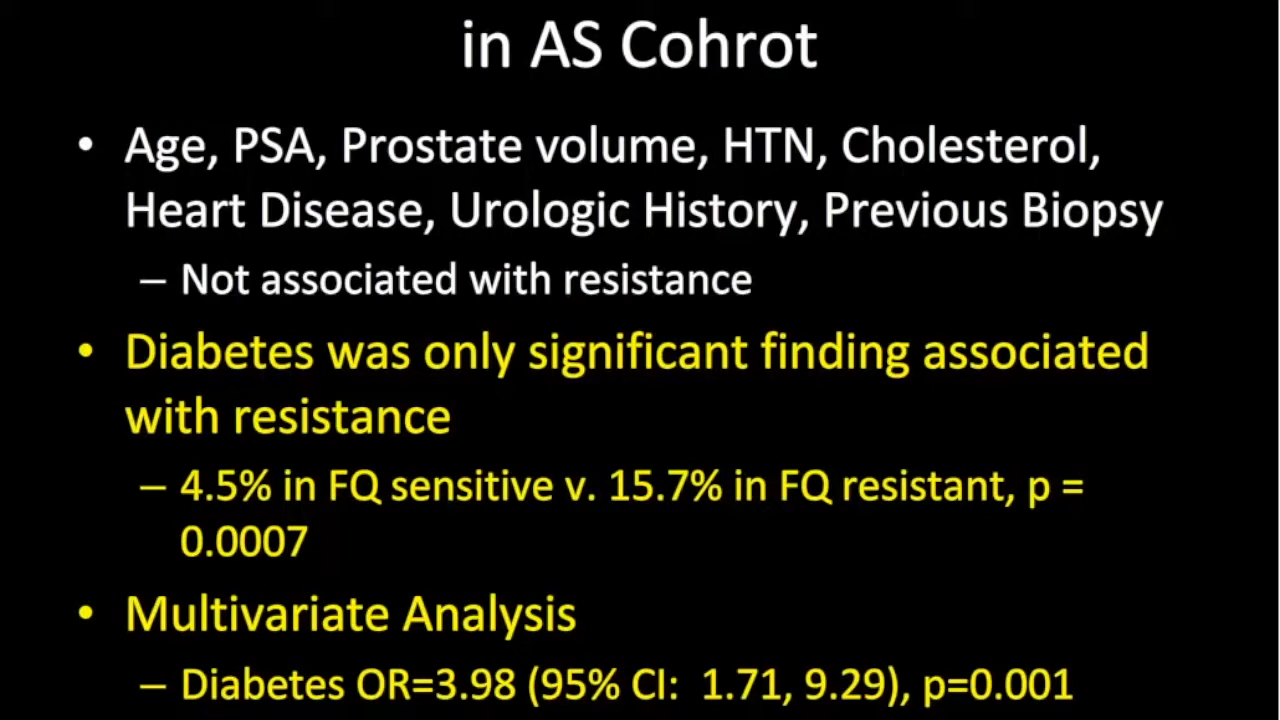 in AS Cohrot
• Age, PSA, Prostate volume, HTN, Cholesterol,
Heart Disease, Urologic History, Previous Biopsy
– Not associated with resistance
• Diabetes was only significant finding associated
with resistance
– 4.5% in FQ sensitive v. 15.7% in FQ resistant, p =
0.0007
• Multivariate Analysis
– Diabetes OR=3.98 (95% CI:  1.71, 9.29), p=0.001